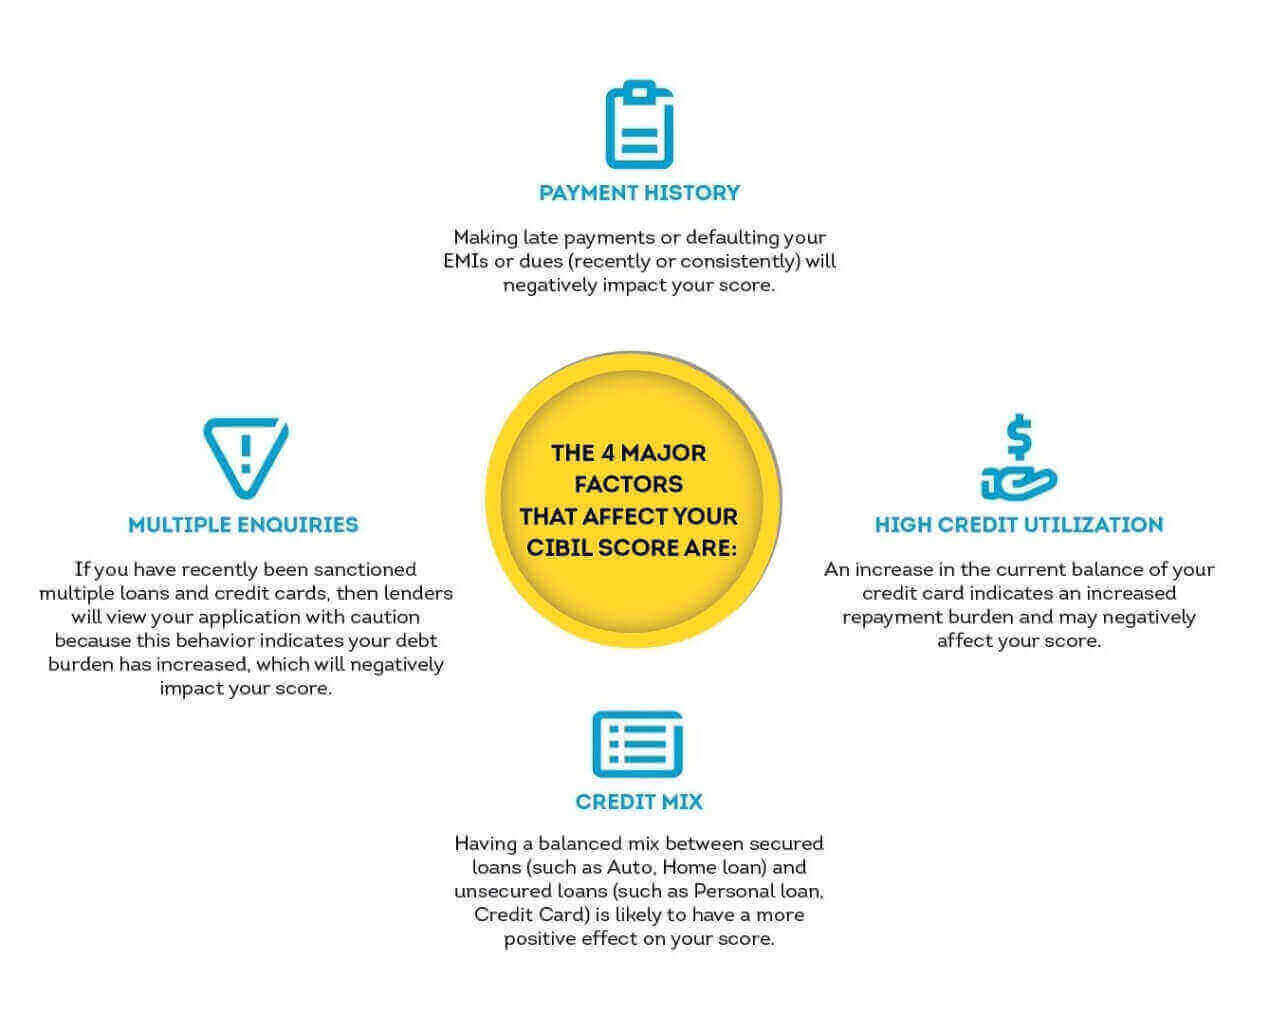 PAYMENT HISTORY
Making late payments or defaulting your
EMIs or dues (recently or consistently) will
negatively impact your score.
THE 4 MAJOR
FACTORS
THAT AFFECT YOUR
CIBIL SCORE ARE:
MULTIPLE ENQUIRIES
If you have recently been sanctioned
multiple loans and credit cards, then lenders
will view your application with caution
because this behavior indicates your debt
burden has increased, which will negatively
impact your score.
HIGH CREDIT UTILIZATION
An increase in the current balance of your
credit card indicates an increased
repayment burden and may negatively
affect your score.
CREDIT MIX
Having a balanced mix between secured
loans (such as Auto, Home loan) and
unsecured loans (such as Personal loan,
Credit Card) is likely to have a more
positive effect on your score.